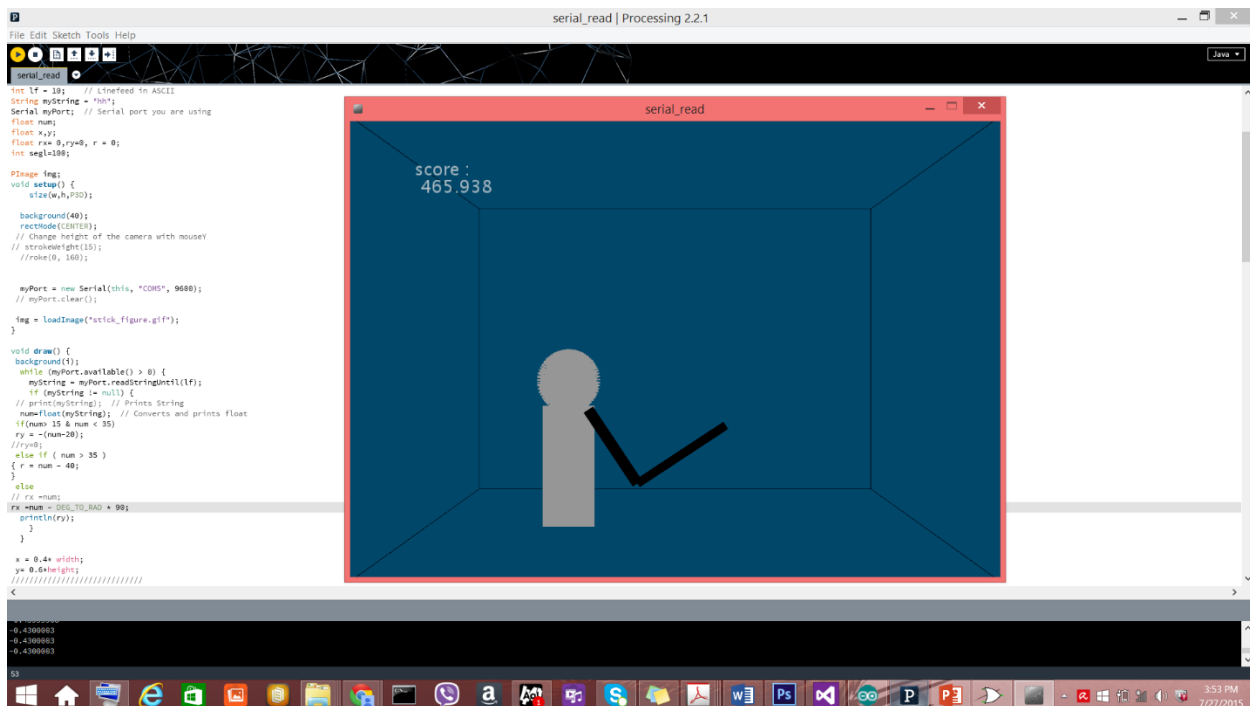 serial_read | Processing 2.2.1
File Edit Sketch Tools Help
Java
serial_read
int lf = 10;    // Linefeed in ASCII
String myString = "hh";
Serial myPort;  // Serial port you are using
float num;
float x,y;
float rx= 0,ry=0, r = 0;
int segl=100;
PImage img;
void setup() {
size(w,h,P3D);
background(40);
rectMode(CENTER);
// Change height of the camera with mouseY
// strokeWeight(15);
//roke(0, 160);
myPort = new Serial(this, "COM5", 9600);
// myPort.clear();
img = loadImage("stick_figure.gif");
}
void draw() {
background(i);
while (myPort.available() > 0) {
myString = myPort.readStringUntil(lf);
if (myString != null) {
// print(myString);  // Prints String
num=float(myString);  // Converts and prints float
if(num> 15 & num < 35)
ry = -(num-20);
//ry=0;
else if ( num > 35 )
{ r = num - 40;
}
else
// rx =num;
rx =num - DEG_TO_RAD * 90;
println(ry);
}
}
x = 0.4* width;
y= 0.6*height;
/////////////////////////////
serial_read
score :
465.938
-0.4300003
-0.4300003
-0.4300003
53
3:53 PM
7/27/2015